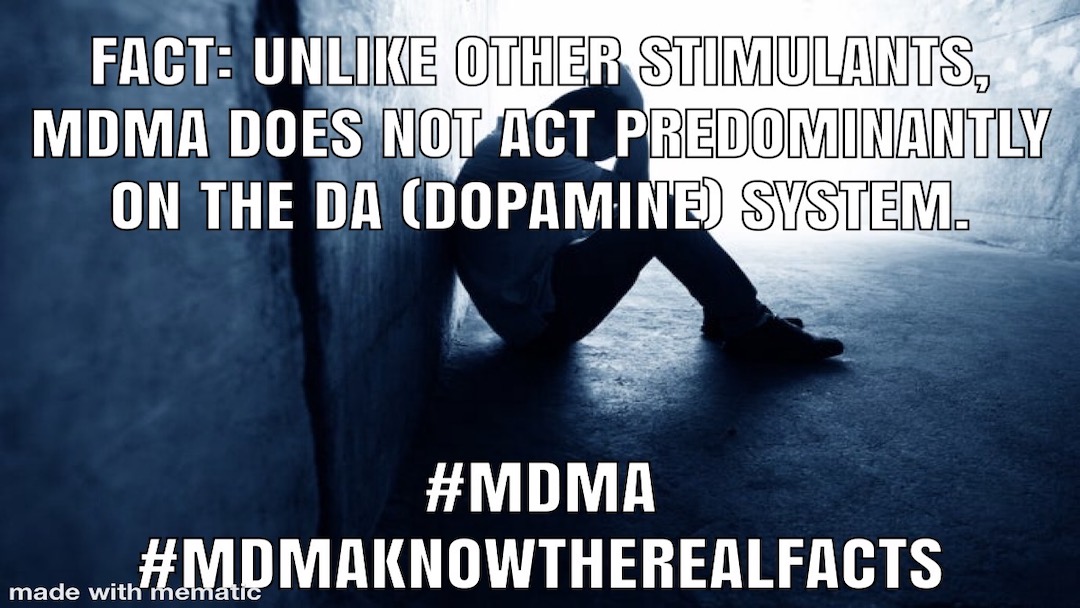 FACT: UNLIKE OTHER STIMULANTS,
MDMA DOES NOT ACT PREDOMINANTLY
ON THE DA (DOPAMINE) SYSTEM.
#MDMA
#MDMAKNOWTHEREALFACTS
made with mematic